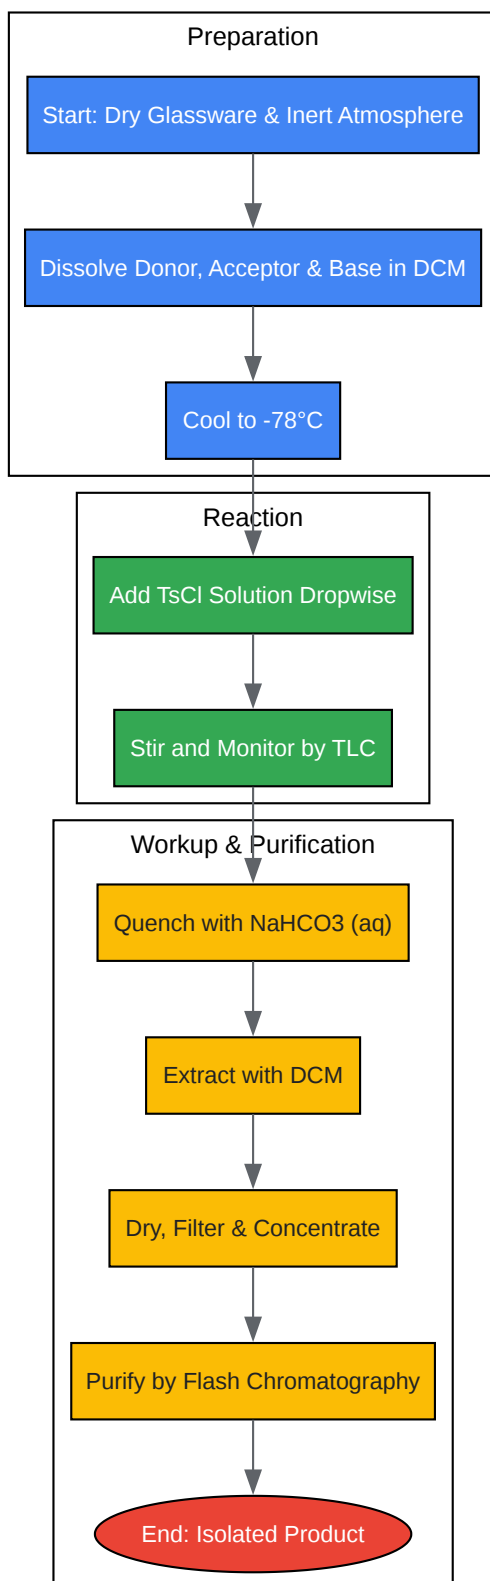 Preparation
Start: Dry Glassware & Inert Atmosphere
Dissolve Donor, Acceptor & Base in DCM
Cool to -78°C
Reaction
Add TsCl Solution Dropwise
Stir and Monitor by TLC
Workup & Purification
Quench with NaHCO3 (aq)
Extract with DCM
Dry, Filter & Concentrate
Purify by Flash Chromatography
End: Isolated Product